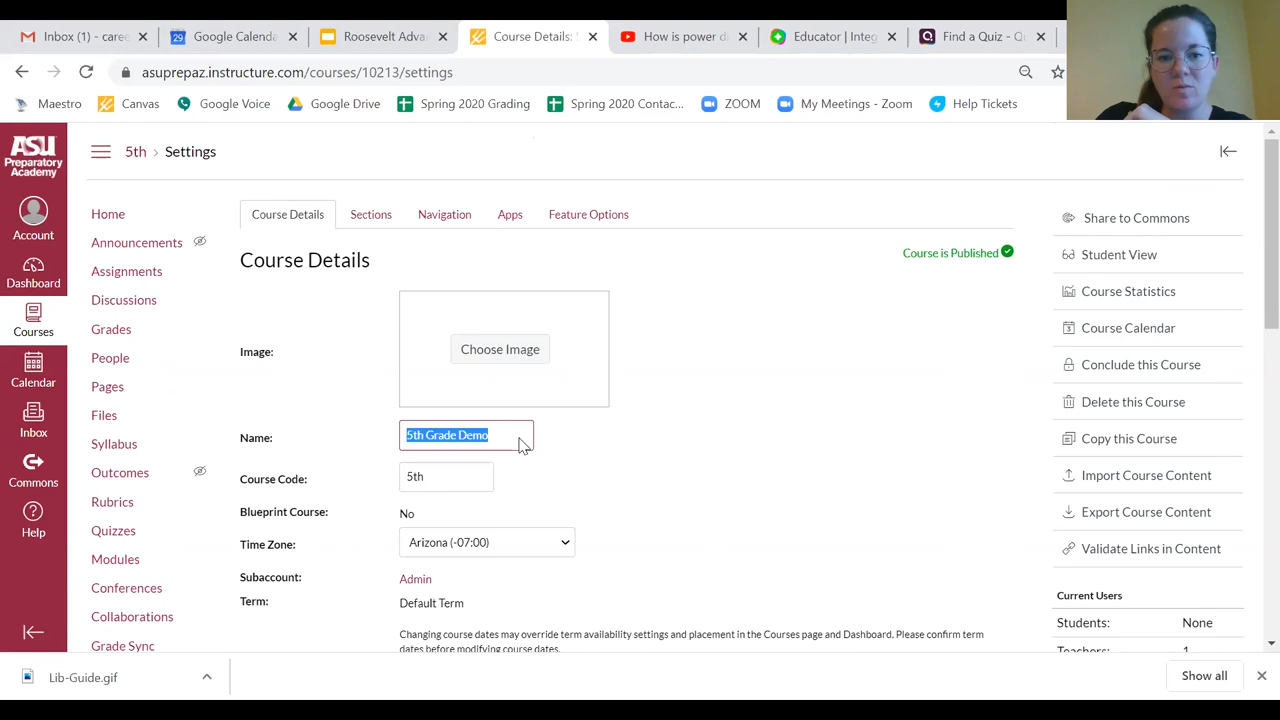 Inbox (1) - caree
Google Calenda
Roosevelt Advan
Course Details: 
How is power di
Educator | Integ
Find a Quiz - Qu
asuprepaz.instructure.com/courses/10213/settings
Maestro
Canvas
Google Voice
Google Drive
Spring 2020 Grading
Spring 2020 Contac...
ZOOM
My Meetings - Zoom
Help Tickets
ASU
Preparatory
Academy
Account
Dashboard
Courses
Calendar
Inbox
Commons
Help
5th > Settings
Home
Announcements
Assignments
Discussions
Grades
People
Pages
Files
Syllabus
Outcomes
Rubrics
Quizzes
Modules
Conferences
Collaborations
Grade Sync
Course Details
Sections
Navigation
Apps
Feature Options
Course Details
Course is Published
Image:
Choose Image
Name:
5th Grade Demo
Course Code:
5th
Blueprint Course:
No
Time Zone:
Arizona (-07:00)
Subaccount:
Admin
Term:
Default Term
Changing course dates may override term availability settings and placement in the Courses page and Dashboard. Please confirm term
dates before modifying course dates.
Share to Commons
Student View
Course Statistics
Course Calendar
Conclude this Course
Delete this Course
Copy this Course
Import Course Content
Export Course Content
Validate Links in Content
Current Users
Students:
None
Teachers:
1
Lib-Guide.gif
Show all